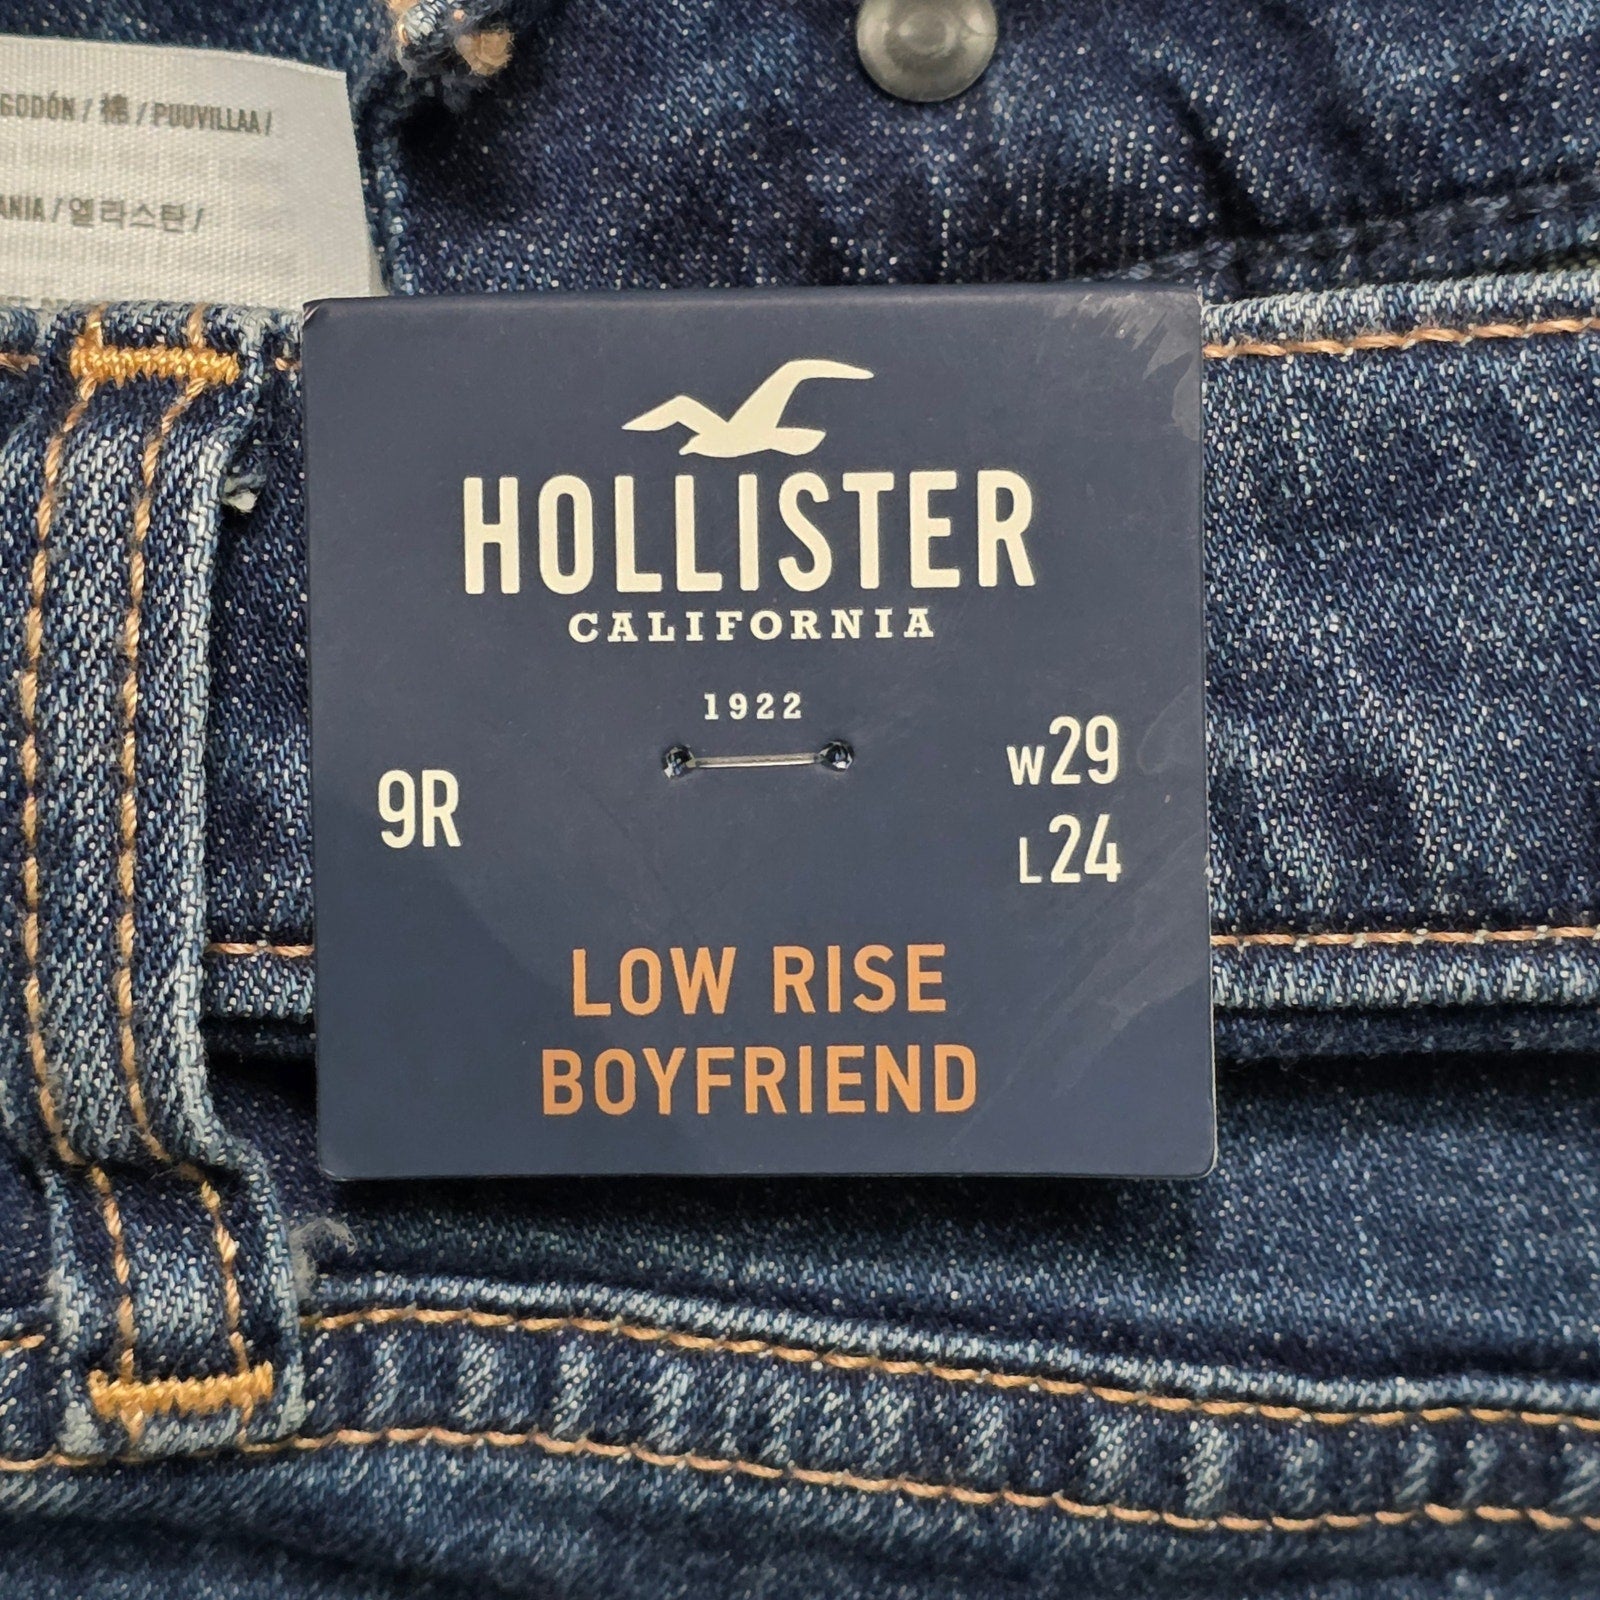 GODÓN / 棉 / PUUVILLAA /
ANIA / 엘라스탄 /
HOLLISTER
CALIFORNIA
1922
9R
W29
L24
LOW RISE
BOYFRIEND